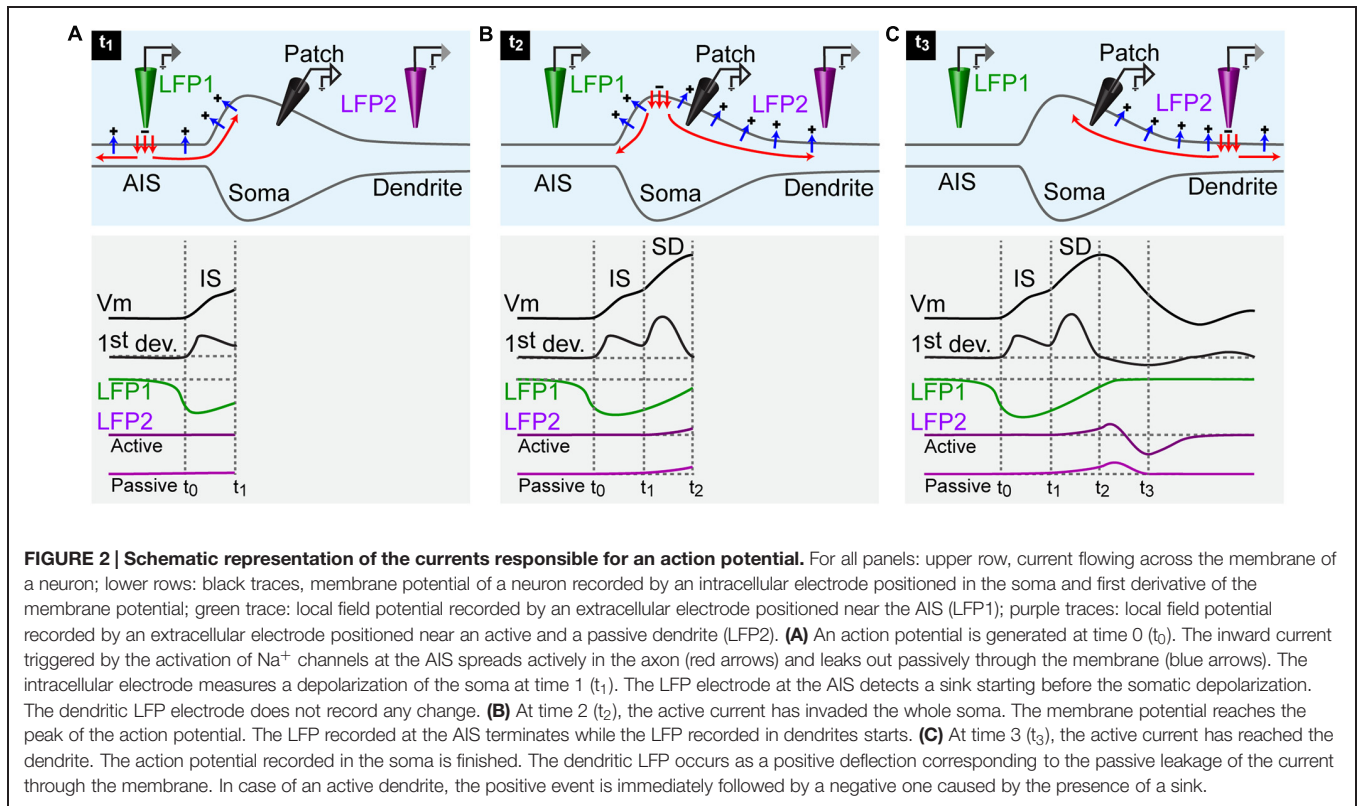 A t1 LFP1 Patch LFP2
+ + - + + +
AIS Soma Dendrite
IS
Vm
1st dev.
LFP1
LFP2
Active
Passive t0 t1
B t2 LFP1 Patch LFP2
+ + - + + + + + +
AIS Soma Dendrite
SD
IS
Vm
1st dev.
LFP1
LFP2
Active
Passive t0 t1 t2
C t3 LFP1 Patch LFP2
+ + + + + - +
AIS Soma Dendrite
SD
IS
Vm
1st dev.
LFP1
LFP2
Active
Passive t0 t1 t2 t3
FIGURE 2 | Schematic representation of the currents responsible for an action potential. For all panels: upper row, current flowing across the membrane of
a neuron; lower rows: black traces, membrane potential of a neuron recorded by an intracellular electrode positioned in the soma and first derivative of the
membrane potential; green trace: local field potential recorded by an extracellular electrode positioned near the AIS (LFP1); purple traces: local field potential
recorded by an extracellular electrode positioned near an active and a passive dendrite (LFP2). (A) An action potential is generated at time 0 (t0). The inward current
triggered by the activation of Na+ channels at the AIS spreads actively in the axon (red arrows) and leaks out passively through the membrane (blue arrows). The
intracellular electrode measures a depolarization of the soma at time 1 (t1). The LFP electrode at the AIS detects a sink starting before the somatic depolarization.
The dendritic LFP electrode does not record any change. (B) At time 2 (t2), the active current has invaded the whole soma. The membrane potential reaches the
peak of the action potential. The LFP recorded at the AIS terminates while the LFP recorded in dendrites starts. (C) At time 3 (t3), the active current has reached the
dendrite. The action potential recorded in the soma is finished. The dendritic LFP occurs as a positive deflection corresponding to the passive leakage of the current
through the membrane. In case of an active dendrite, the positive event is immediately followed by a negative one caused by the presence of a sink.